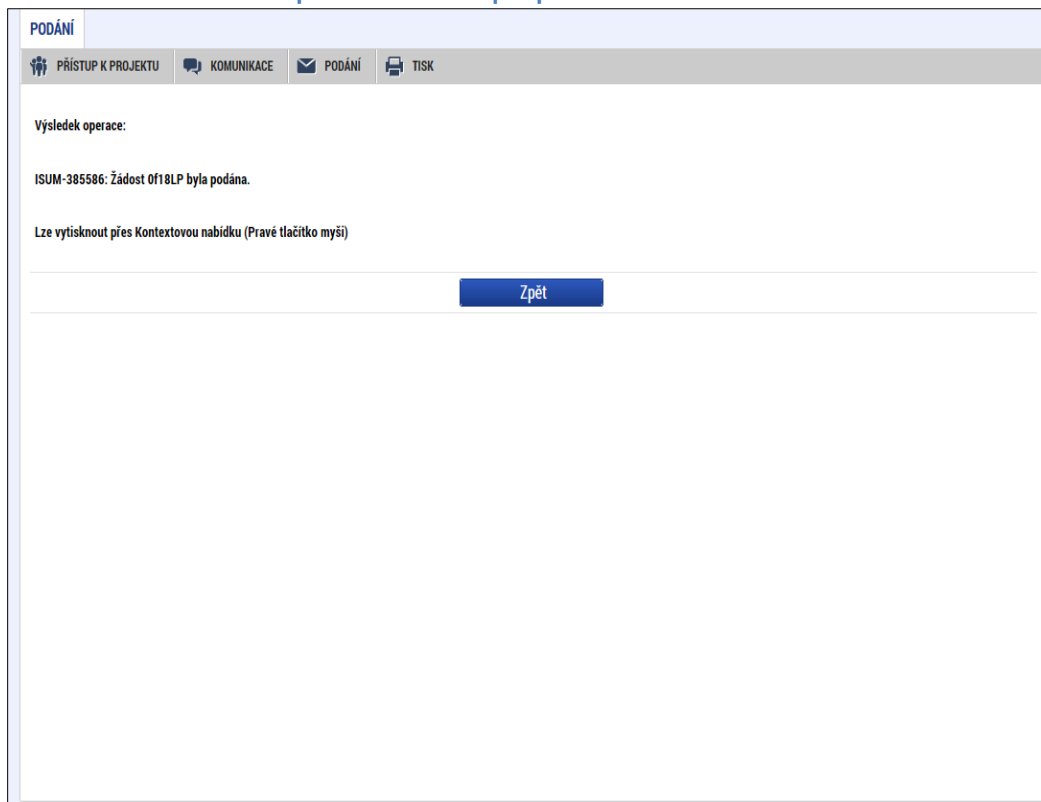 PODÁNÍ
PŘÍSTUP K PROJEKTU KOMUNIKACE PODÁNÍ TISK
Výsledek operace:
ISUM-385586: Žádost 0f18LP byla podána.
Lze vytisknout přes Kontextovou nabídku (Pravé tlačítko myši)
Zpět